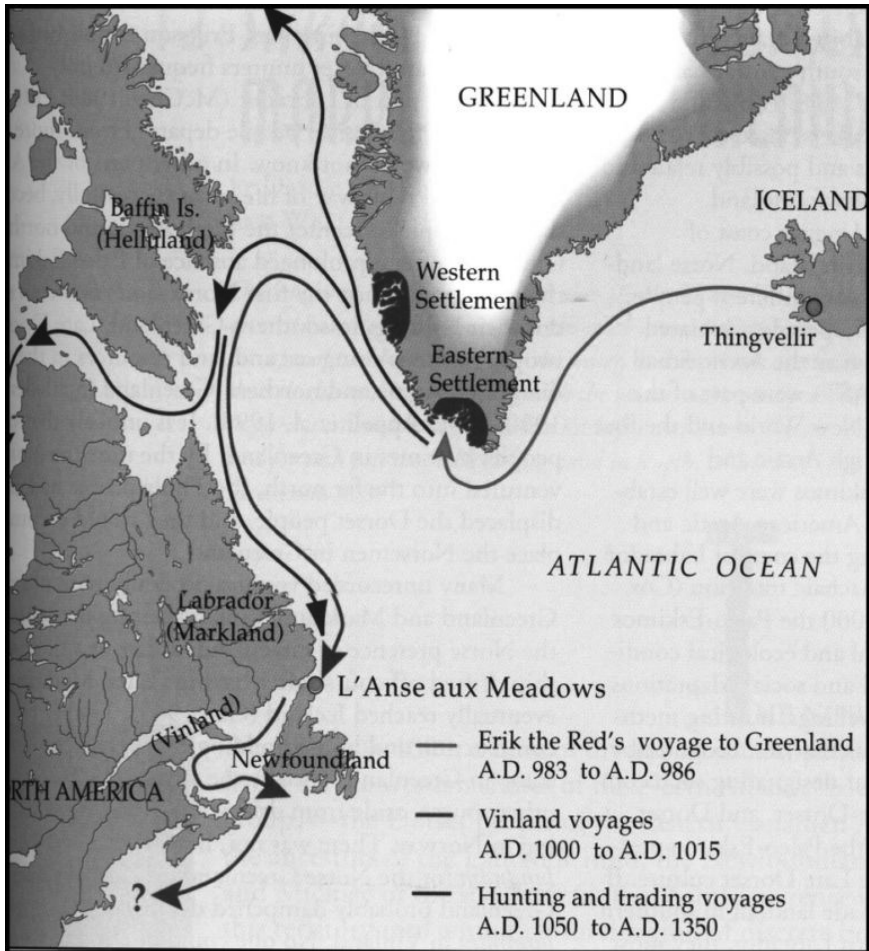 GREENLAND
ICELAND
Baffin Is.
(Helluland)
Western
Settlement
Thingvellir
Eastern
Settlement
ATLANTIC OCEAN
Labrador
(Markland)
L'Anse aux Meadows
(Vinland)
Newfoundland
RTH AMERICA
Erik the Red's voyage to Greenland
A.D. 983 to A.D. 986
Vinland voyages
A.D. 1000 to A.D. 1015
?
Hunting and trading voyages
A.D. 1050 to A.D. 1350